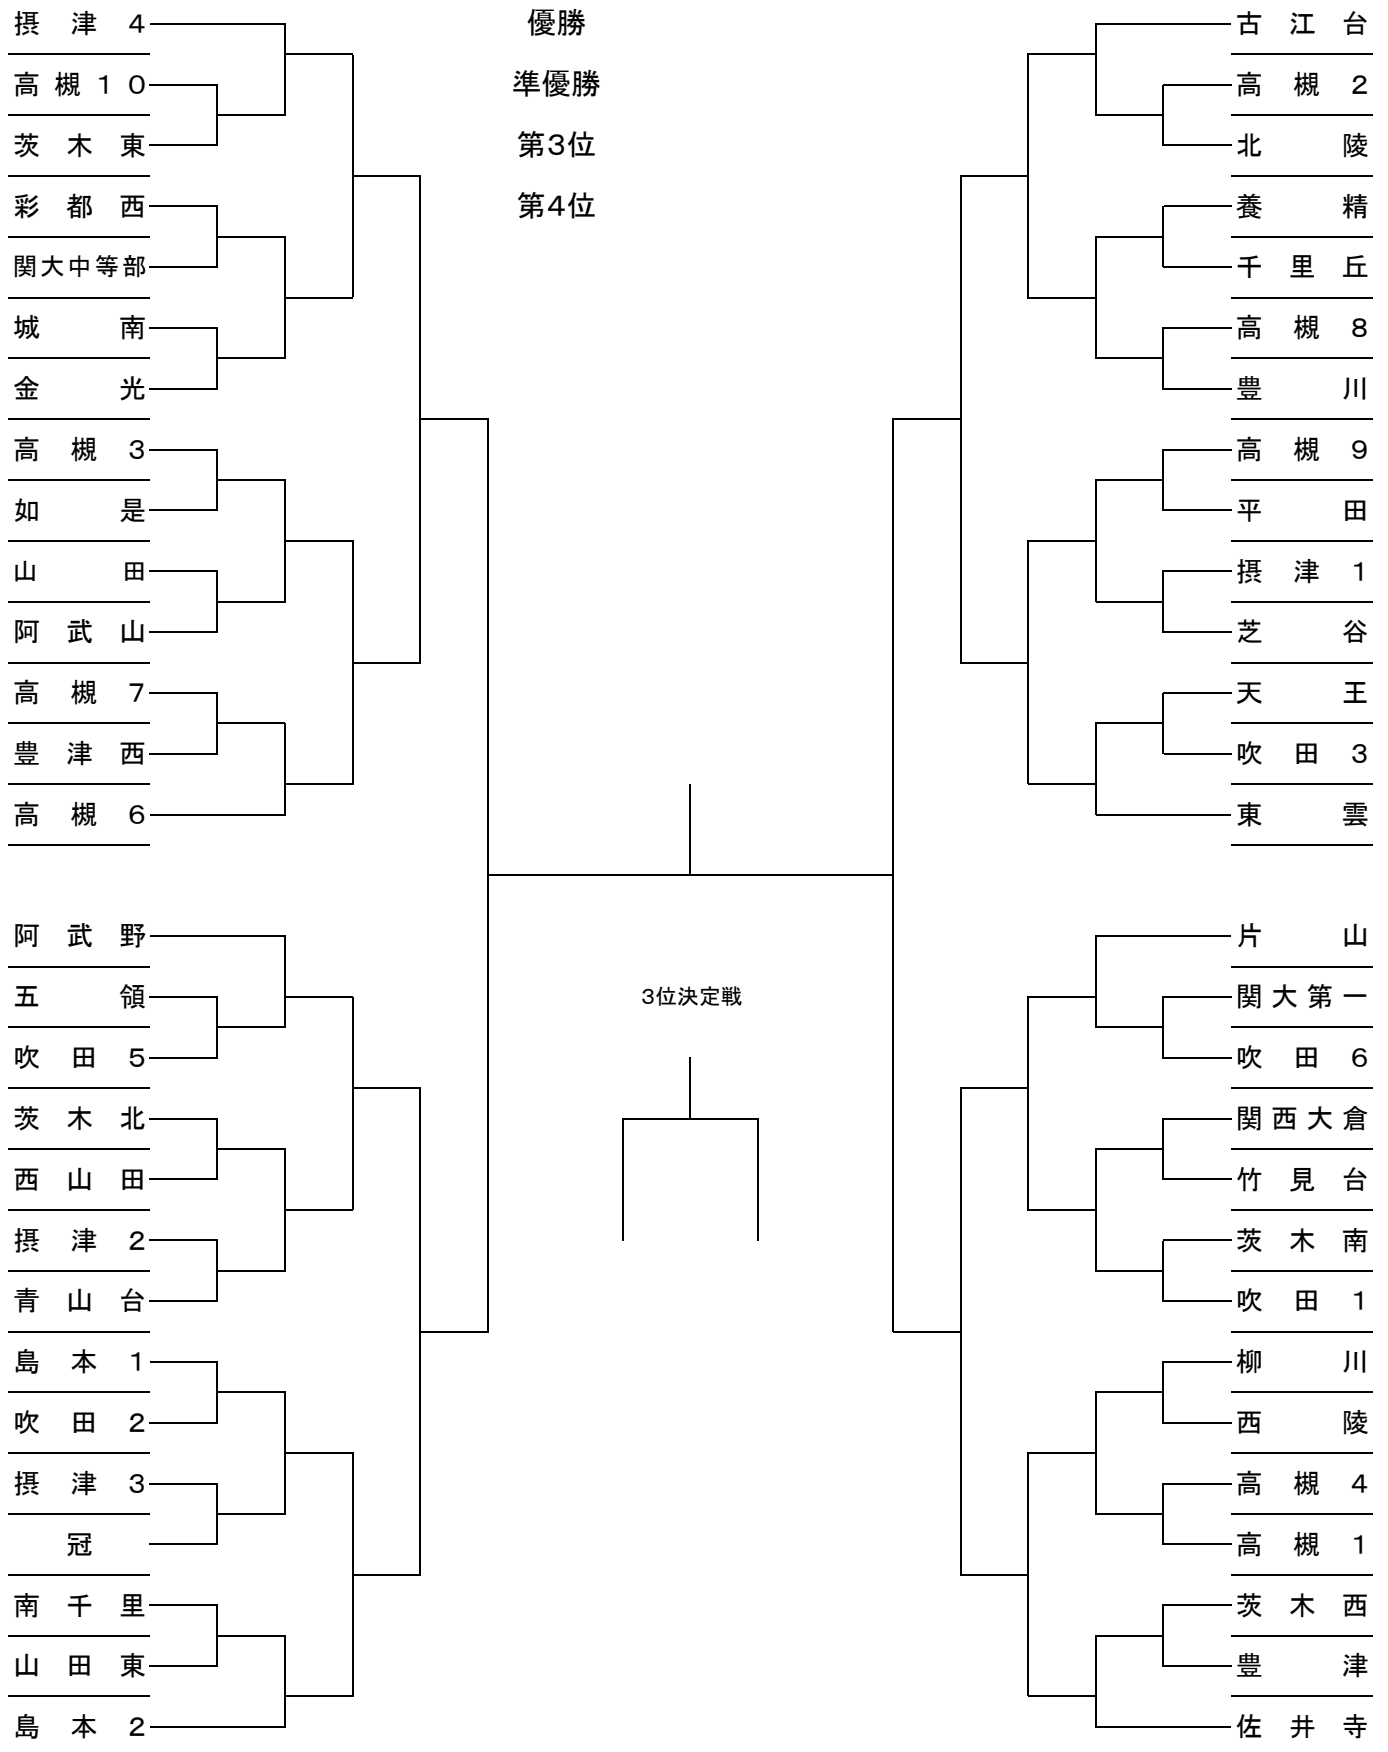 優勝
準優勝
第3位
第4位
摂津4
高槻10
茨木東
彩都西
関大中等部
城南
金光
高槻3
如是
山田
阿武山
高槻7
豊津西
高槻6
阿武野
五領
吹田5
茨木北
西山田
摂津2
青山台
島本1
吹田2
摂津3
冠
南千里
山田東
島本2
3位決定戦
古江台
高槻2
北陵
養精
千里丘
高槻8
豊川
高槻9
平田
摂津1
芝谷
天王
吹田3
東雲
片山
関大第一
吹田6
関西大倉
竹見台
茨木南
吹田1
柳川
西陵
高槻4
高槻1
茨木西
豊津
佐井寺